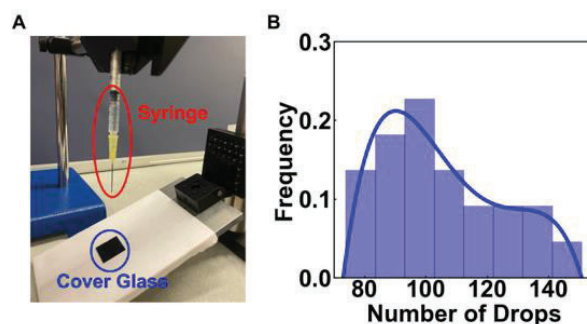 A
Syringe
Cover Glass
B
0.3
0.2
0.1
0.0
Frequency
80 100 120 140
Number of Drops